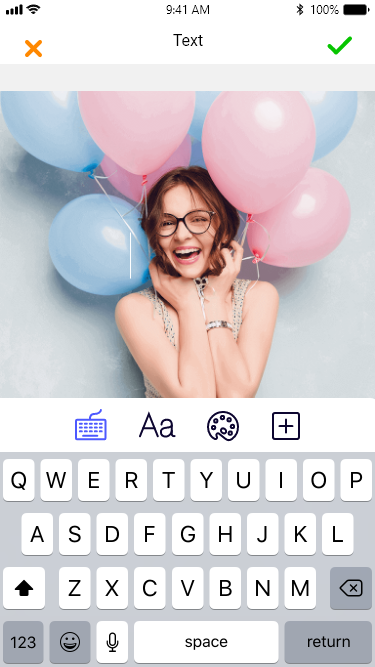 9:41 AM 100%
Text
Aa
Q W E R T Y U I O P
A S D F G H J K L
Z X C V B N M
123 space return